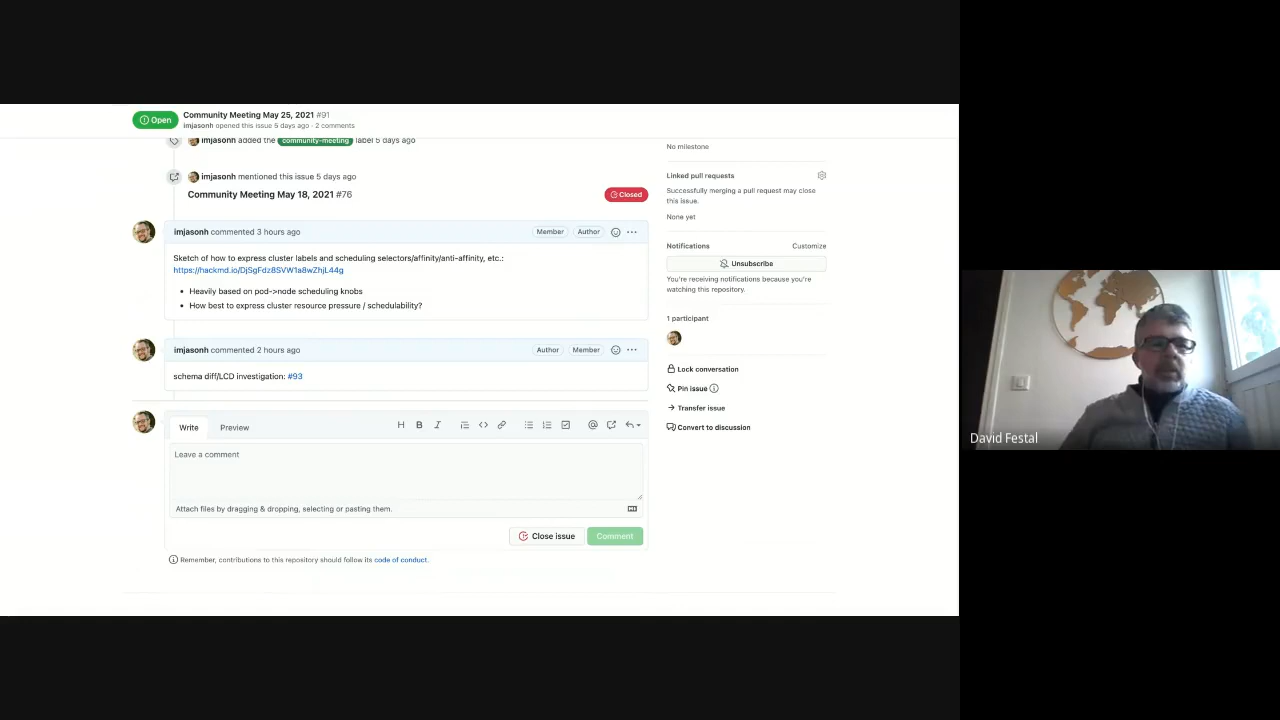 Open
Community Meeting May 25, 2021 #91
imjasonh opened this issue 5 days ago · 2 comments
imjasonh added the community-meeting label 5 days ago
imjasonh mentioned this issue 5 days ago
Community Meeting May 18, 2021 #76
Closed
imjasonh commented 3 hours ago
Member
Author
Sketch of how to express cluster labels and scheduling selectors/affinity/anti-affinity, etc.:
https://hackmd.io/DjSgFdz8SVW1a8wZhjL44g
Heavily based on pod->node scheduling knobs
How best to express cluster resource pressure / schedulability?
imjasonh commented 2 hours ago
Author
Member
schema diff/LCD investigation: #93
Write
Preview
Leave a comment
Attach files by dragging & dropping, selecting or pasting them.
Close issue
Comment
Remember, contributions to this repository should follow its code of conduct.
No milestone
Linked pull requests
Successfully merging a pull request may close
this issue.
None yet
Notifications
Customize
Unsubscribe
You're receiving notifications because you're
watching this repository.
1 participant
Lock conversation
Pin issue
Transfer issue
Convert to discussion
David Festal